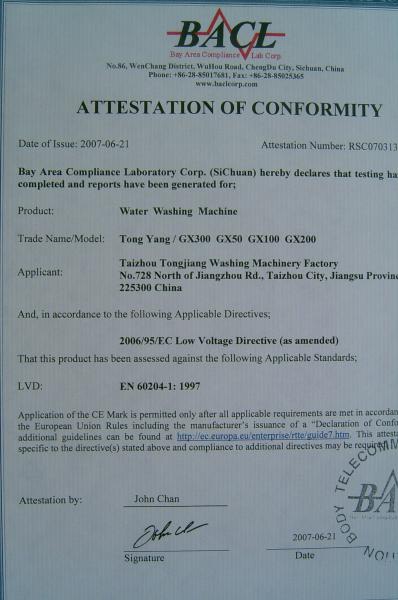 BACL
Bay Area Compliance Lab Corp.
No.86, WenChang District, WuHou Road, ChengDu City, Sichuan, China
Phone: +86-28-85017681, Fax: +86-28-85025365
www.baclcorp.com
ATTESTATION OF CONFORMITY
Date of Issue: 2007-06-21 Attestation Number: RSC070313
Bay Area Compliance Laboratory Corp. (SiChuan) hereby declares that testing ha
completed and reports have been generated for;
Product: Water Washing Machine
Trade Name/Model: Tong Yang / GX300 GX50 GX100 GX200
Applicant: Taizhou Tongjiang Washing Machinery Factory
No.728 North of Jiangzhou Rd., Taizhou City, Jiangsu Provinc
225300 China
And, in accordance to the following Applicable Directives;
2006/95/EC Low Voltage Directive (as amended)
That this product has been assessed against the following Applicable Standards;
LVD: EN 60204-1: 1997
Application of the CE Mark is permitted only after all applicable requirements are met in accordan
the European Union Rules including the manufacturer's issuance of a "Declaration of Confo
additional guidelines can be found at http://ec.europa.eu/enterprise/rtte/guide7.htm. This attesta
specific to the directive(s) stated above and compliance to additional directives may be required
Attestation by: John Chan
Signature
2007-06-21
Date
BODY TELECOMM
BA